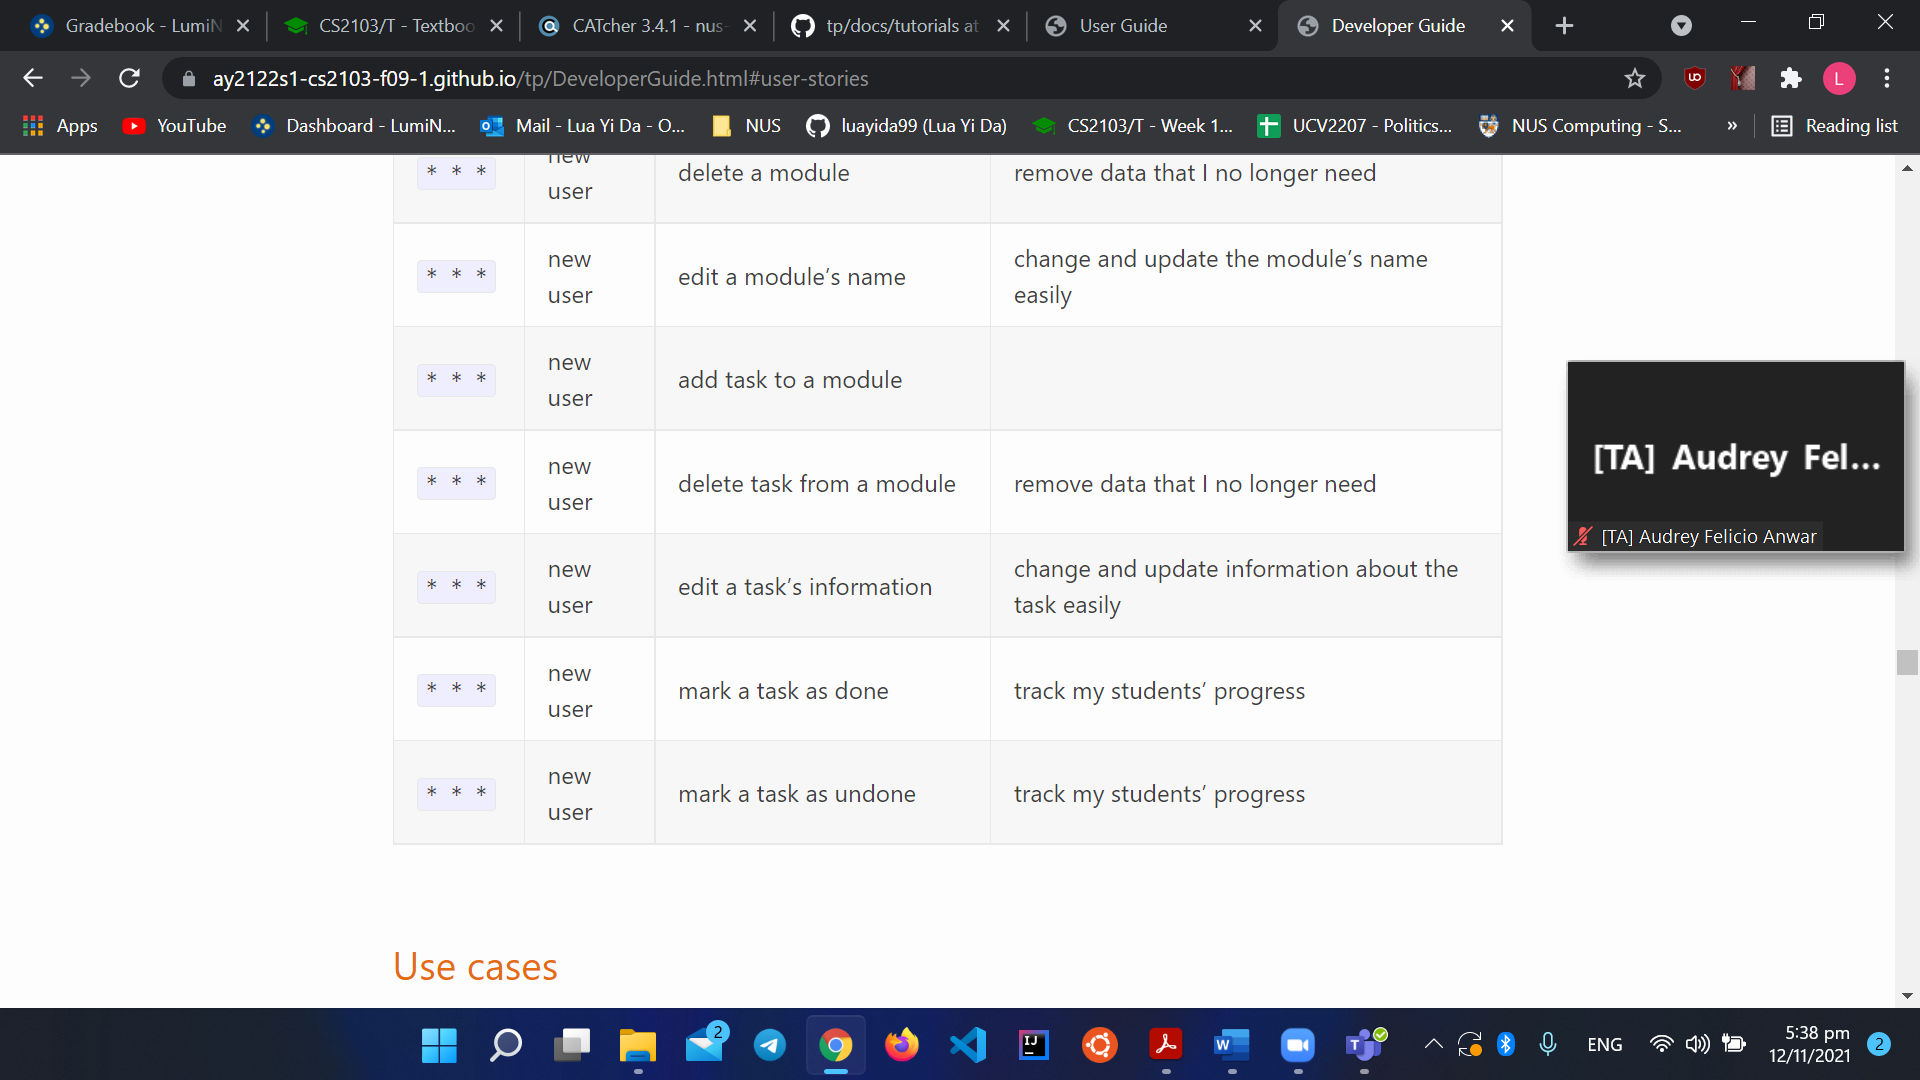 Gradebook - LumiN
CS2103/T - Textboo
CATcher 3.4.1 - nus-
tp/docs/tutorials at
User Guide
Developer Guide
ay2122s1-cs2103-f09-1.github.io/tp/DeveloperGuide.html#user-stories
L
Apps
YouTube
Dashboard - LumiN...
Mail - Lua Yi Da - O...
NUS
luayida99 (Lua Yi Da)
CS2103/T - Week 1...
UCV2207 - Politics...
NUS Computing - S...
»
Reading list
* * *
new
user
delete a module
remove data that I no longer need
* * *
new
user
edit a module’s name
change and update the module’s name
easily
* * *
new
user
add task to a module
* * *
new
user
delete task from a module
remove data that I no longer need
* * *
new
user
edit a task’s information
change and update information about the
task easily
* * *
new
user
mark a task as done
track my students’ progress
* * *
new
user
mark a task as undone
track my students’ progress
[TA] Audrey Fel...
[TA] Audrey Felicio Anwar
Use cases
2
IJ
W
T
ENG
5:38 pm
12/11/2021
2